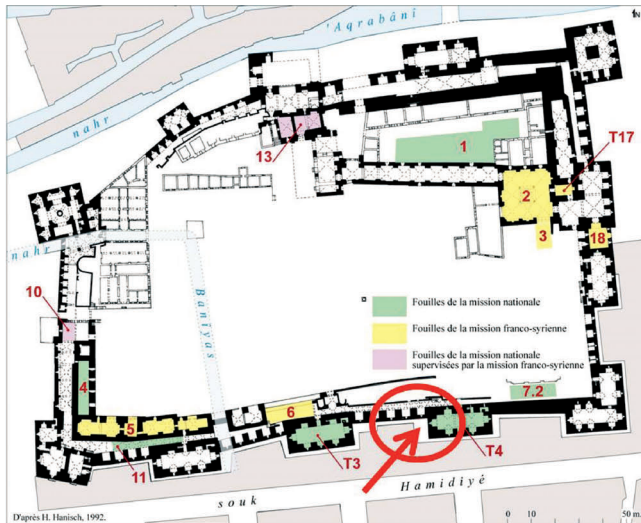 'Aqrabânî
N
nahr
13
1
T17
2
3
18
nahr
Baniyas
10
Fouilles de la mission nationale
Fouilles de la mission franco-syrienne
Fouilles de la mission nationale
supervisées par la mission franco-syrienne
4
5
6
7.2
11
T3
T4
souk Hamidiyé
D'après H. Hanisch, 1992.
0 10 50 m.